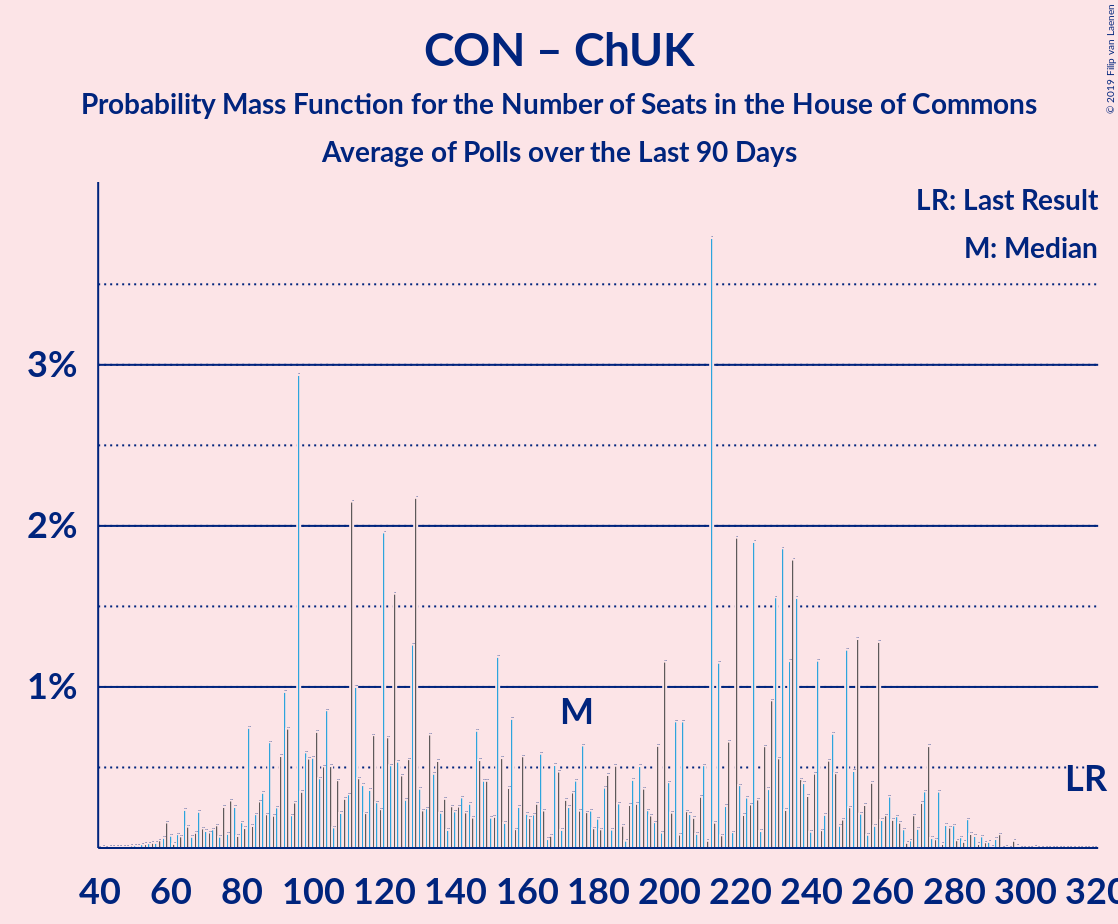 CON – ChUK
Probability Mass Function for the Number of Seats in the House of Commons
Average of Polls over the Last 90 Days
© 2019 Filip van Laenen
LR: Last Result
M: Median
3%
2%
1%
M
LR
40 60 80 100 120 140 160 180 200 220 240 260 280 300 320